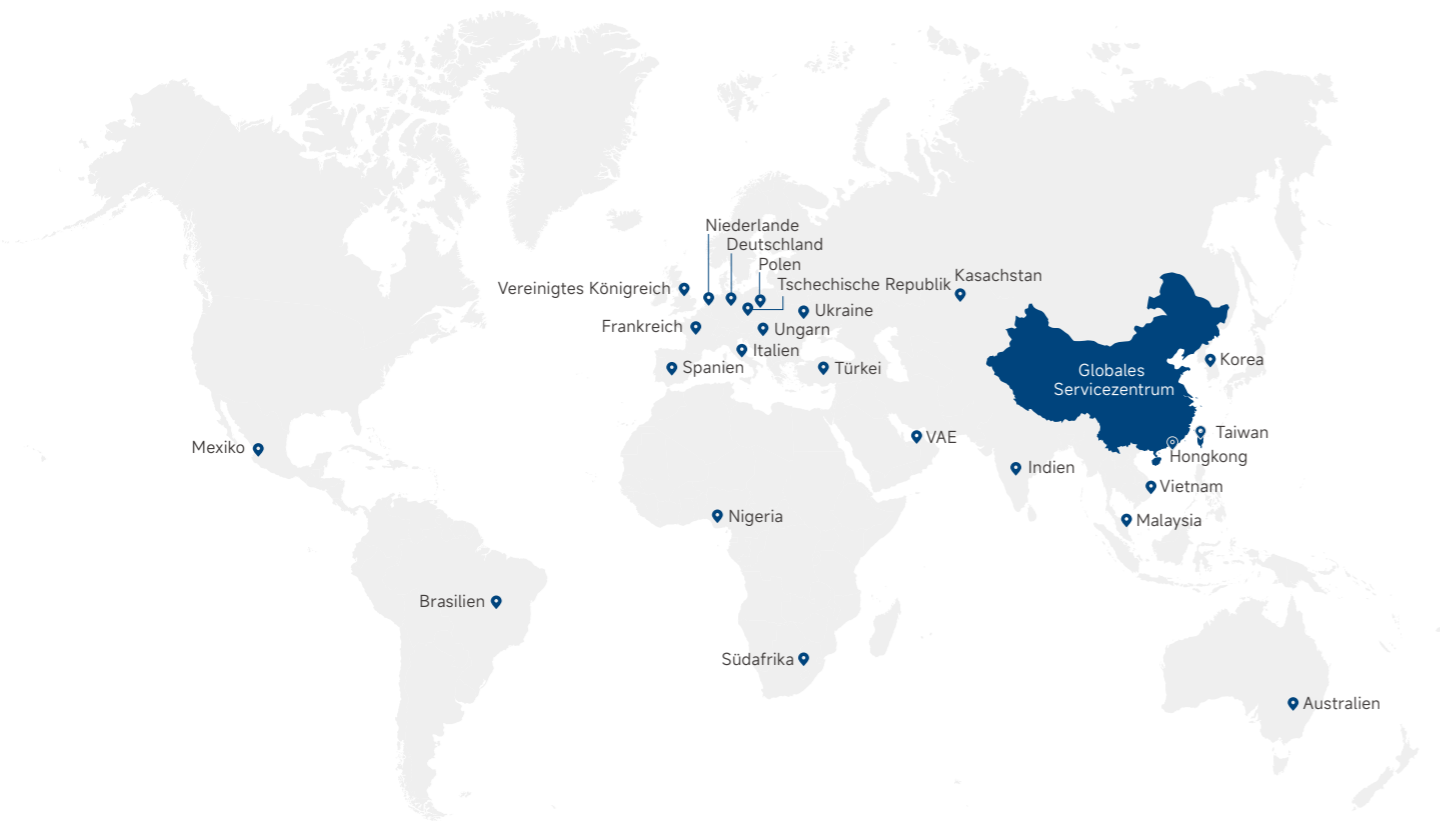 Niederlande
Deutschland
Polen
Kasachstan
Tschechische Republik
Vereinigtes Königreich
Ukraine
Frankreich
Ungarn
Italien
Korea
Spanien
Türkei
Globales
Servicezentrum
Taiwan
VAE
Mexiko
Hongkong
Indien
Vietnam
Nigeria
Malaysia
Brasilien
Südafrika
Australien